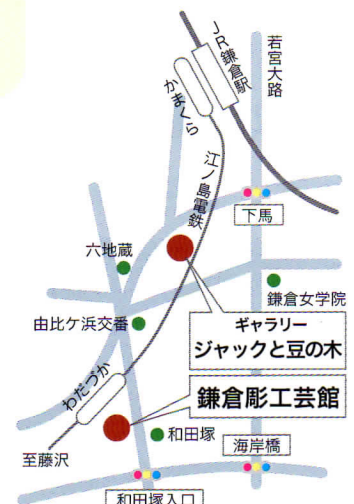 JR鎌倉駅
若宮大路
かまくら
江ノ島電鉄
下馬
六地蔵
鎌倉女学院
由比ケ浜交番
ギャラリー
ジャックと豆の木
わだづか
鎌倉彫工芸館
和田塚
海岸橋
至藤沢
和田塚入口